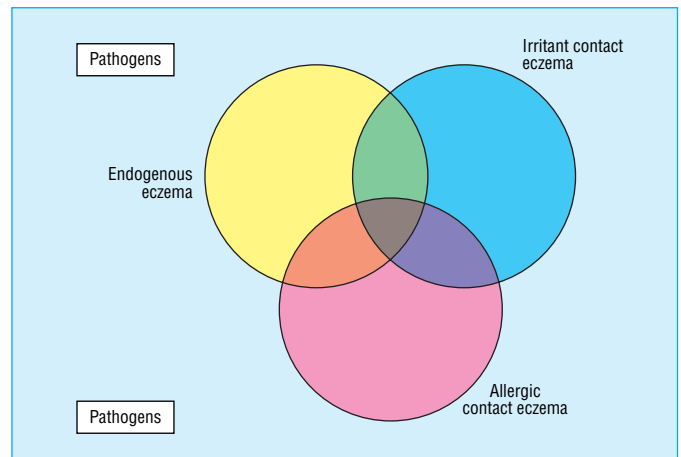 Pathogens
Irritant contact
eczema
Endogenous
eczema
Allergic
contact eczema
Pathogens